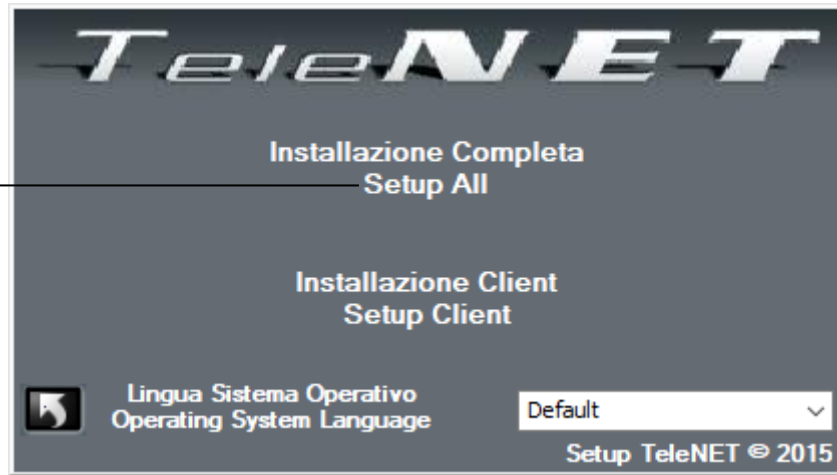 TeleNET
Installazione Completa
Setup All
Installazione Client
Setup Client
Lingua Sistema Operativo
Operating System Language
Default
Setup TeleNET © 2015